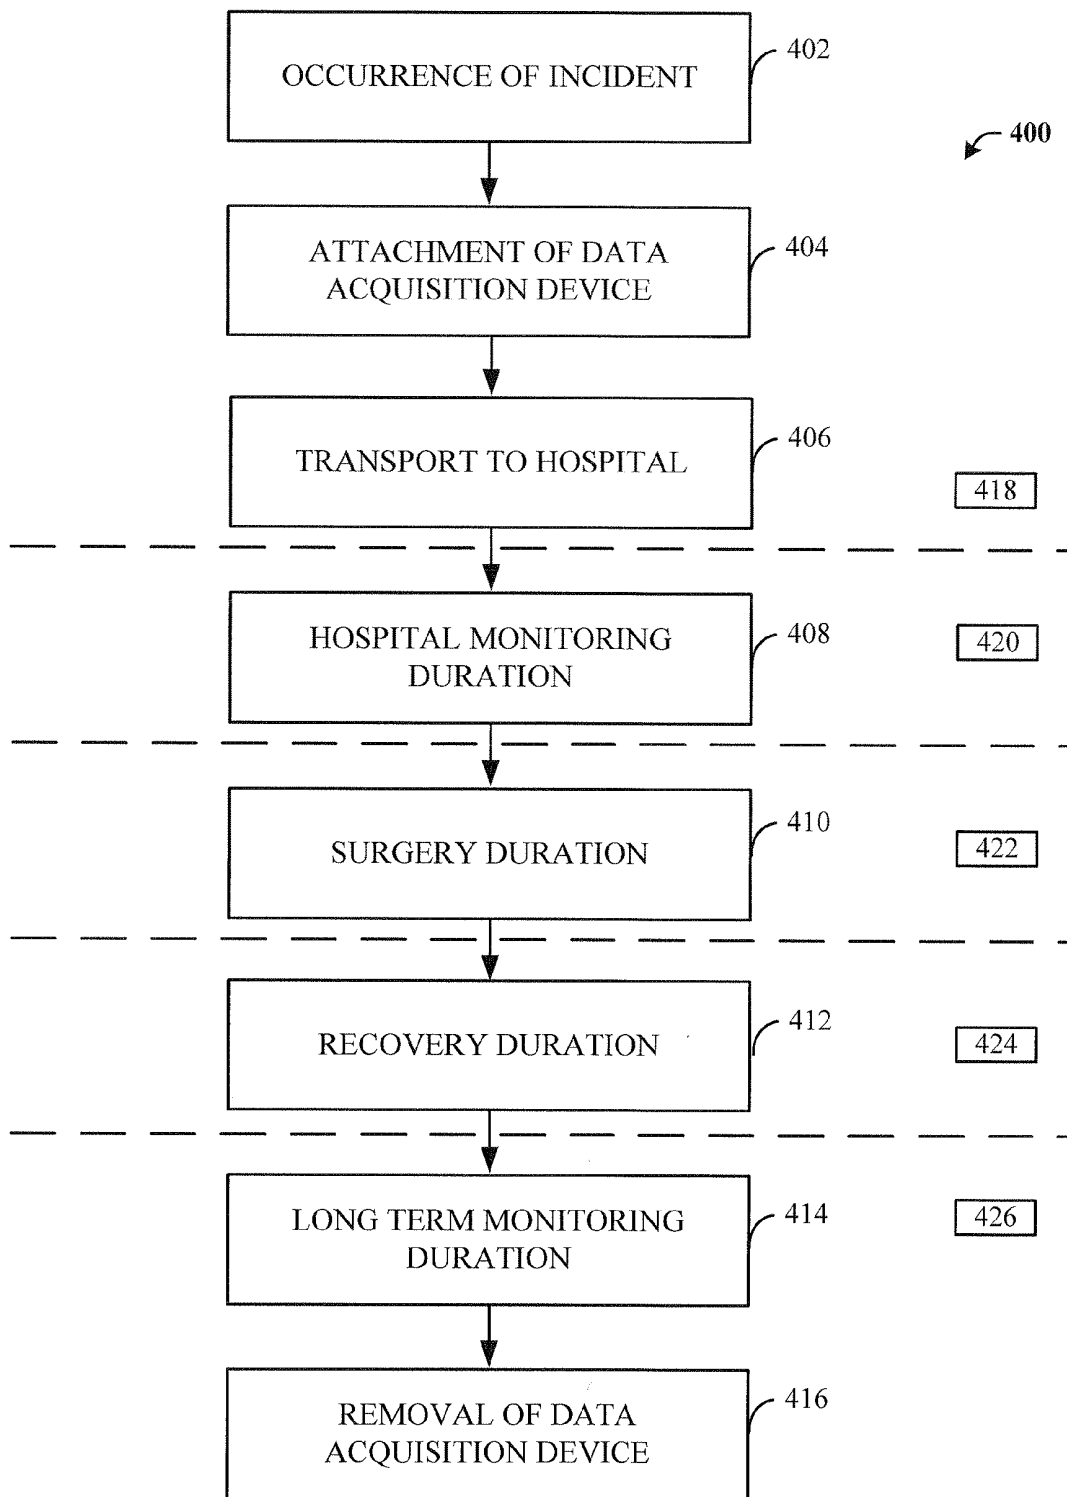 OCCURRENCE OF INCIDENT
402
400
ATTACHMENT OF DATA
ACQUISITION DEVICE
404
TRANSPORT TO HOSPITAL
406
418
HOSPITAL MONITORING
DURATION
408
420
SURGERY DURATION
410
422
RECOVERY DURATION
412
424
LONG TERM MONITORING
DURATION
414
426
REMOVAL OF DATA
ACQUISITION DEVICE
416